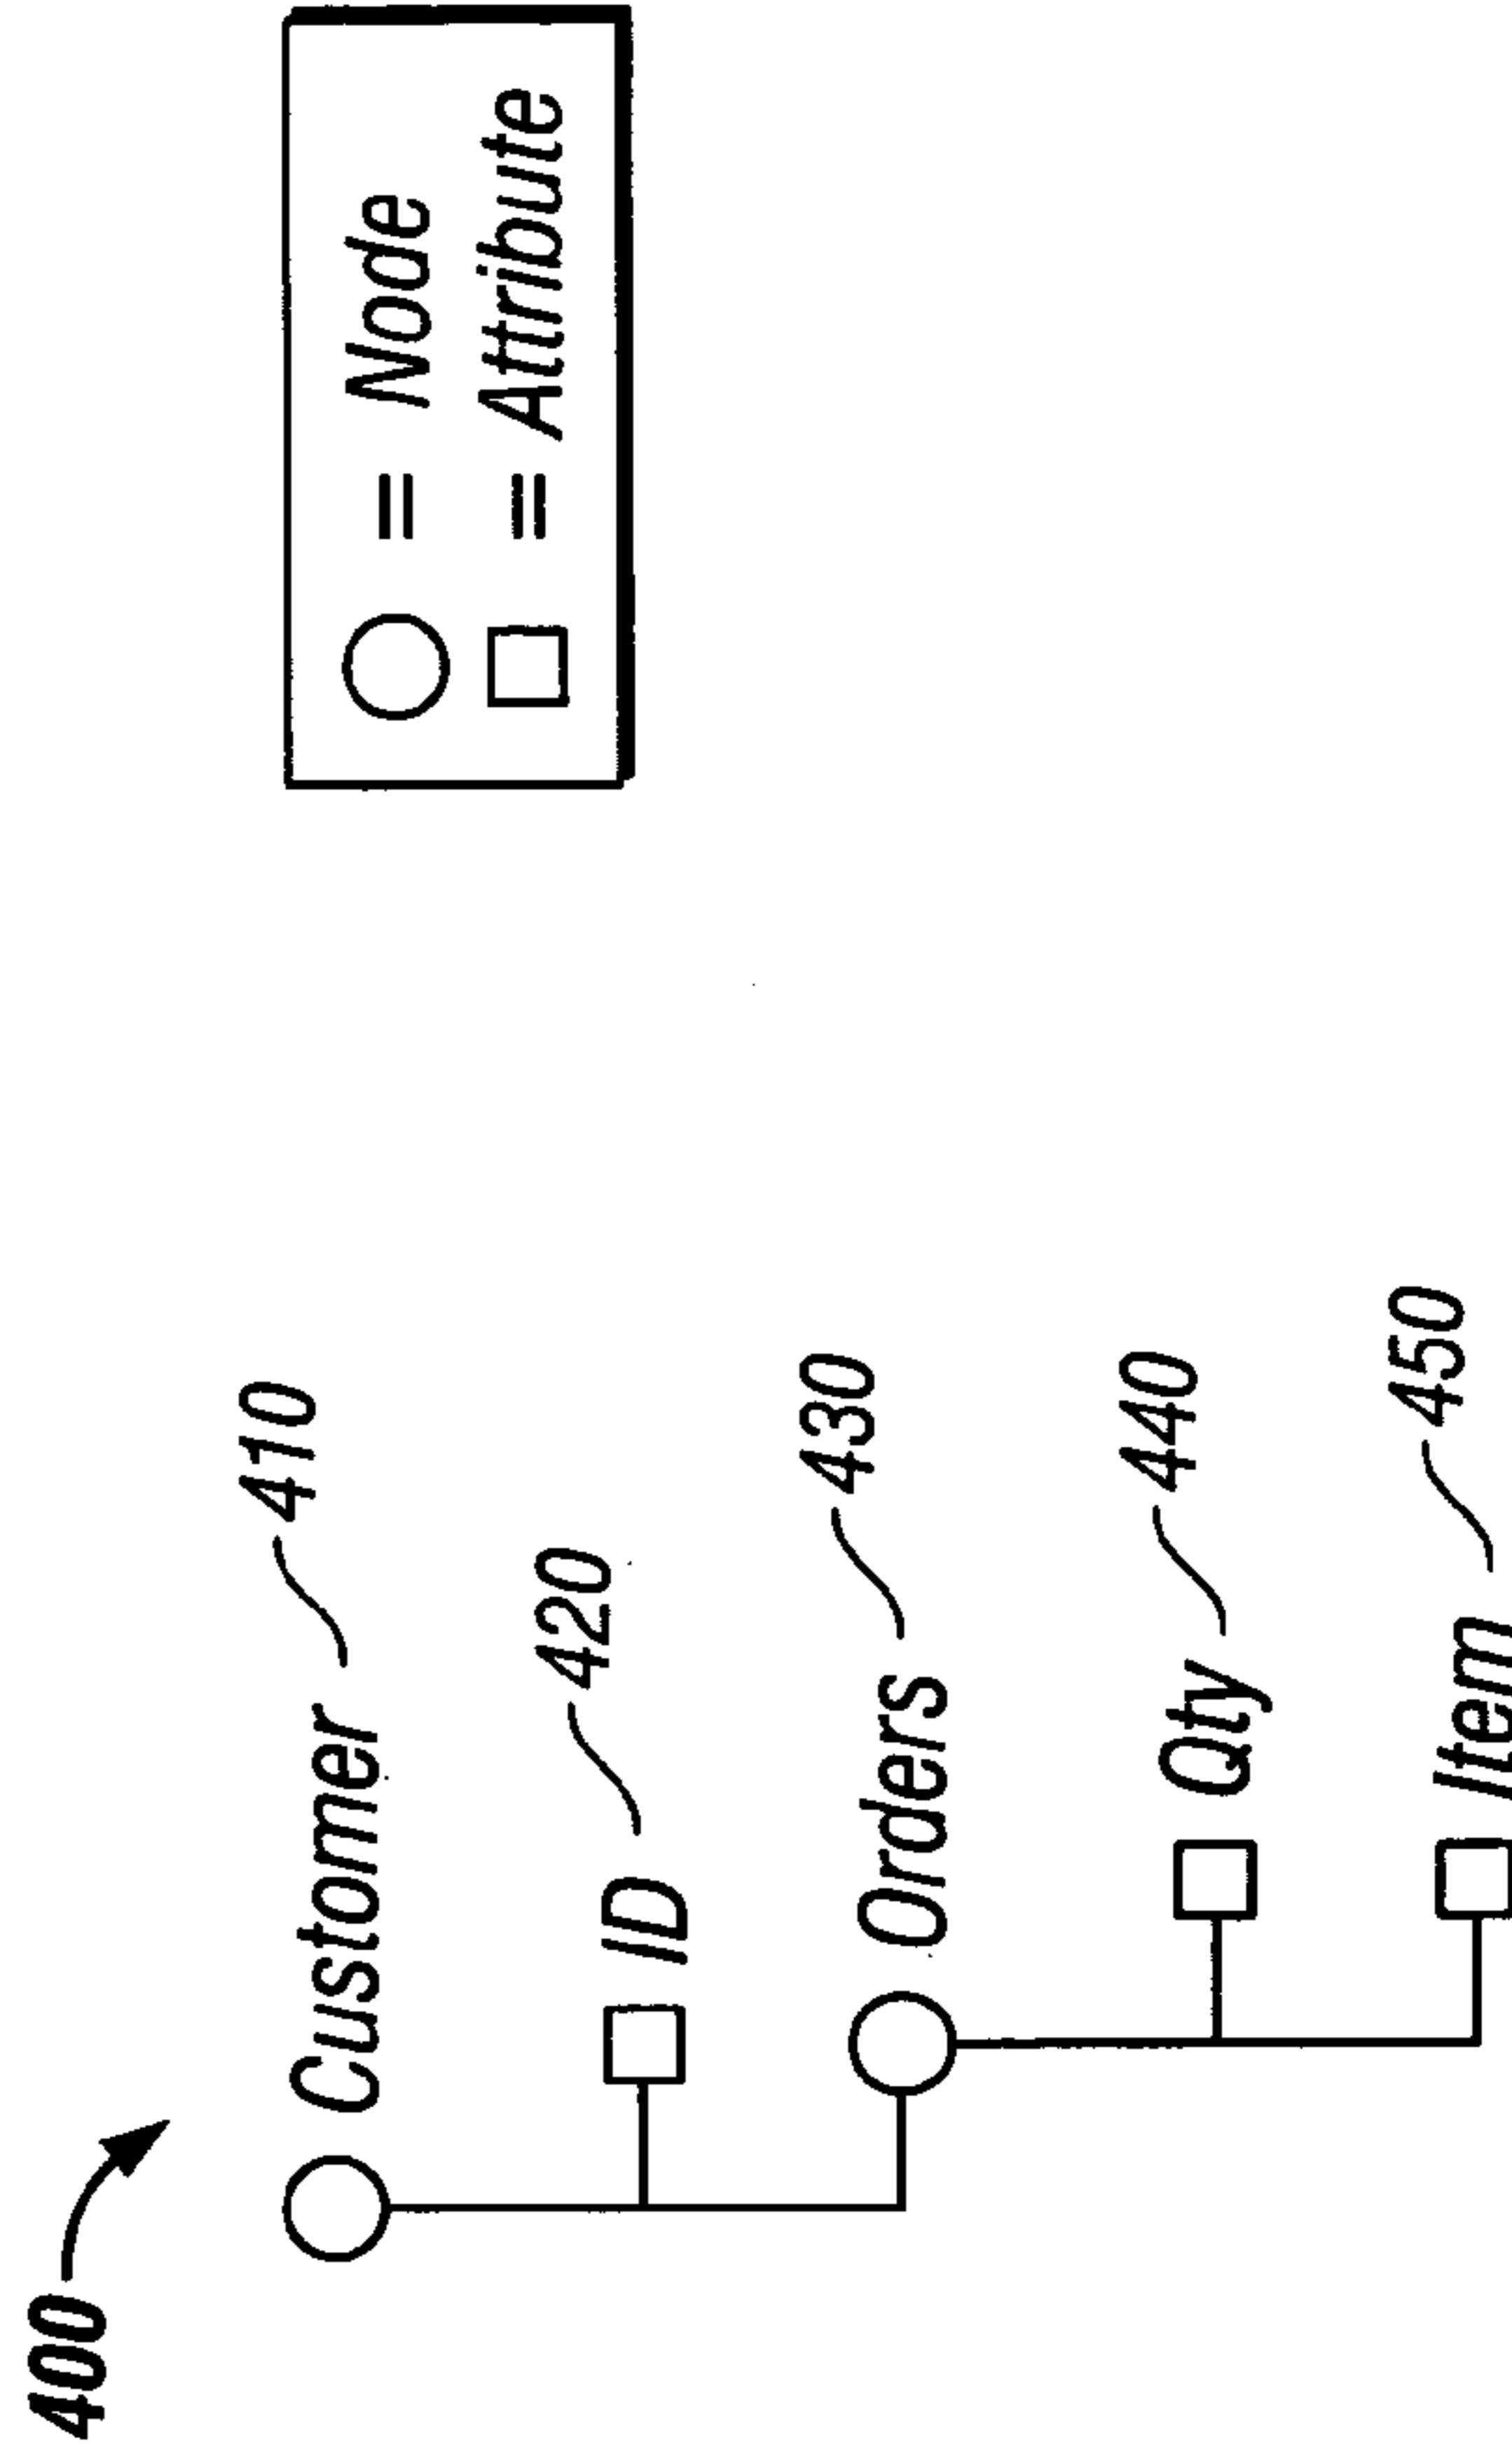 400
Customer 410
ID 420
Orders 430
Qty 440
Item 450
= Node
= Attribute